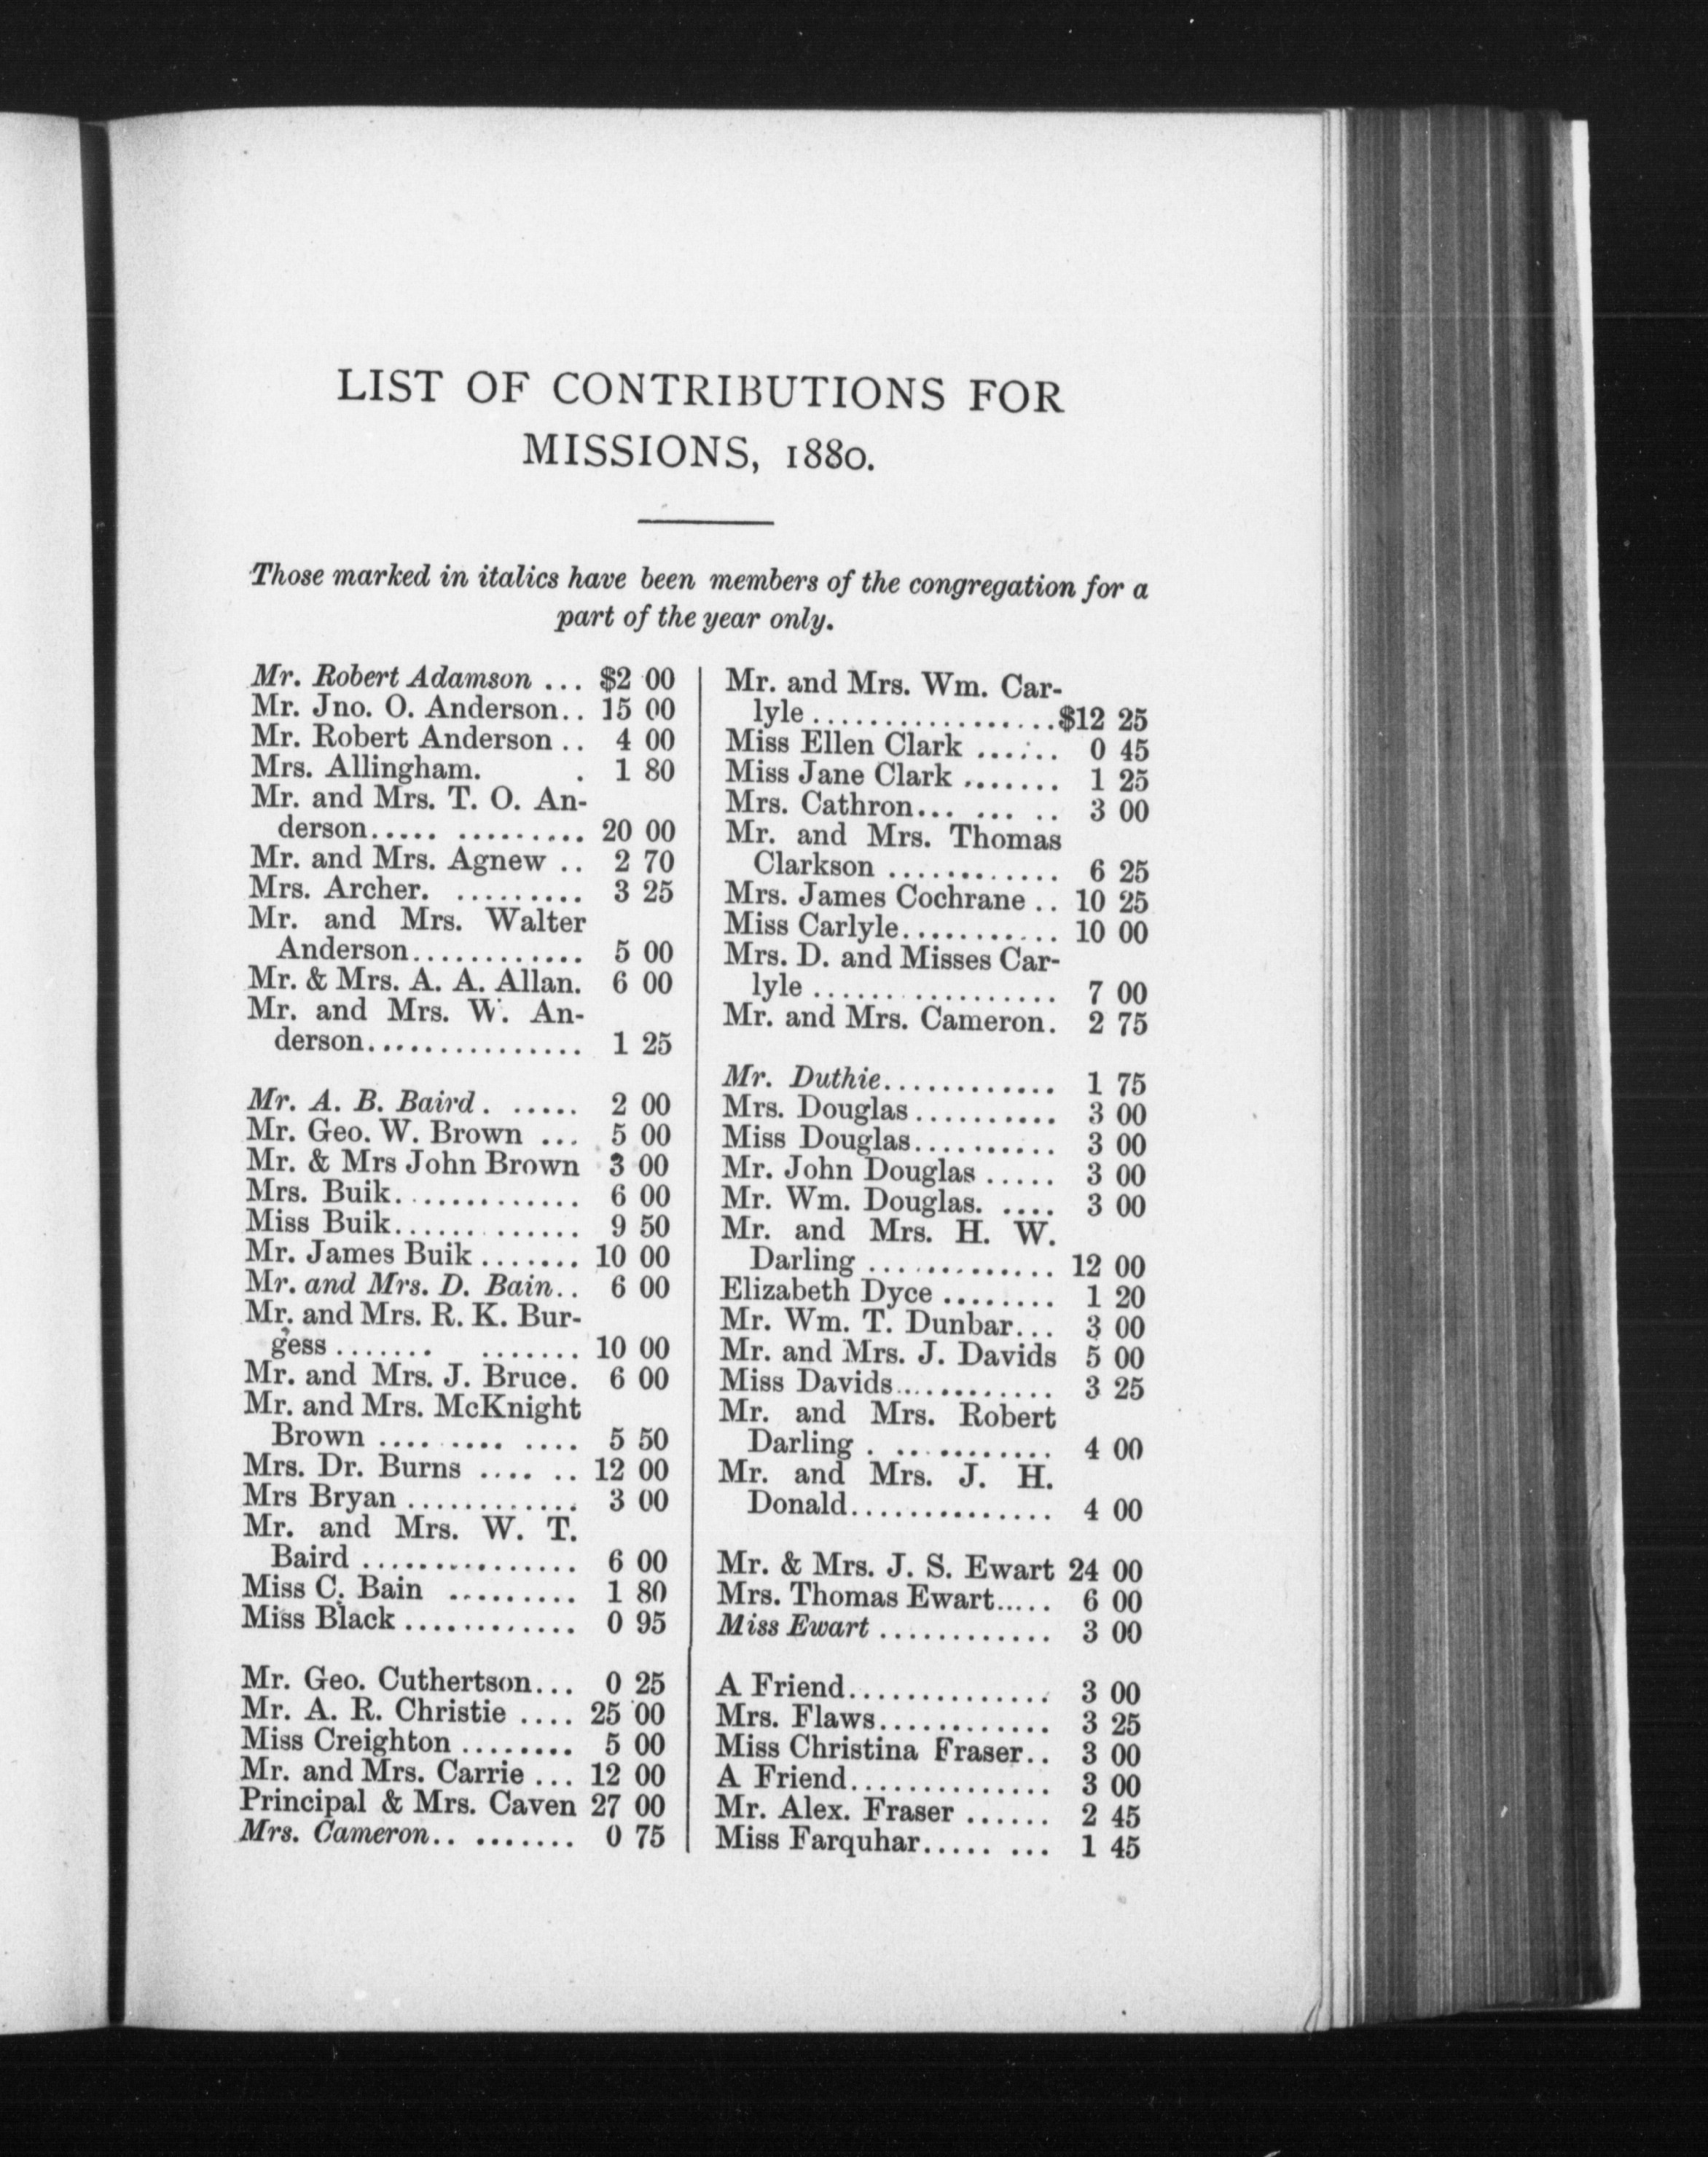 LIST OF CONTRIBUTIONS FOR
MISSIONS, 1880.
Those marked in italics have been members of the congregation for a
part of the year only.
Mr. Robert Adamson ... $2 00
Mr. Jno. O. Anderson.. 15 00
Mr. Robert Anderson .. 4 00
Mrs. Allingham. . 1 80
Mr. and Mrs. T. O. An-
derson..... ......... 20 00
Mr. and Mrs. Agnew .. 2 70
Mrs. Archer. ......... 3 25
Mr. and Mrs. Walter
Anderson............ 5 00
Mr. & Mrs. A. A. Allan. 6 00
Mr. and Mrs. W. An-
derson............... 1 25
Mr. A. B. Baird. ..... 2 00
Mr. Geo. W. Brown ... 5 00
Mr. & Mrs John Brown 3 00
Mrs. Buik............. 6 00
Miss Buik............. 9 50
Mr. James Buik ....... 10 00
Mr. and Mrs. D. Bain.. 6 00
Mr. and Mrs. R. K. Bur-
gess ....... ....... 10 00
Mr. and Mrs. J. Bruce. 6 00
Mr. and Mrs. McKnight
Brown .... .... .... 5 50
Mrs. Dr. Burns .... .. 12 00
Mrs Bryan ............ 3 00
Mr. and Mrs. W. T.
Baird ............... 6 00
Miss C. Bain ......... 1 80
Miss Black ............ 0 95
Mr. Geo. Cuthertson... 0 25
Mr. A. R. Christie .... 25 00
Miss Creighton ........ 5 00
Mr. and Mrs. Carrie ... 12 00
Principal & Mrs. Caven 27 00
Mrs. Cameron.. ....... 0 75
Mr. and Mrs. Wm. Car-
lyle .................$12 25
Miss Ellen Clark ...... 0 45
Miss Jane Clark ....... 1 25
Mrs. Cathron... ... .. 3 00
Mr. and Mrs. Thomas
Clarkson ............ 6 25
Mrs. James Cochrane .. 10 25
Miss Carlyle........... 10 00
Mrs. D. and Misses Car-
lyle ................. 7 00
Mr. and Mrs. Cameron. 2 75
Mr. Duthie............ 1 75
Mrs. Douglas.......... 3 00
Miss Douglas.......... 3 00
Mr. John Douglas ..... 3 00
Mr. Wm. Douglas. .... 3 00
Mr. and Mrs. H. W.
Darling ............. 12 00
Elizabeth Dyce ........ 1 20
Mr. Wm. T. Dunbar... 3 00
Mr. and Mrs. J. Davids 5 00
Miss Davids........... 3 25
Mr. and Mrs. Robert
Darling . ........... 4 00
Mr. and Mrs. J. H.
Donald.............. 4 00
Mr. & Mrs. J. S. Ewart 24 00
Mrs. Thomas Ewart..... 6 00
Miss Ewart ............ 3 00
A Friend.............. 3 00
Mrs. Flaws............ 3 25
Miss Christina Fraser.. 3 00
A Friend.............. 3 00
Mr. Alex. Fraser ...... 2 45
Miss Farquhar..... ... 1 45